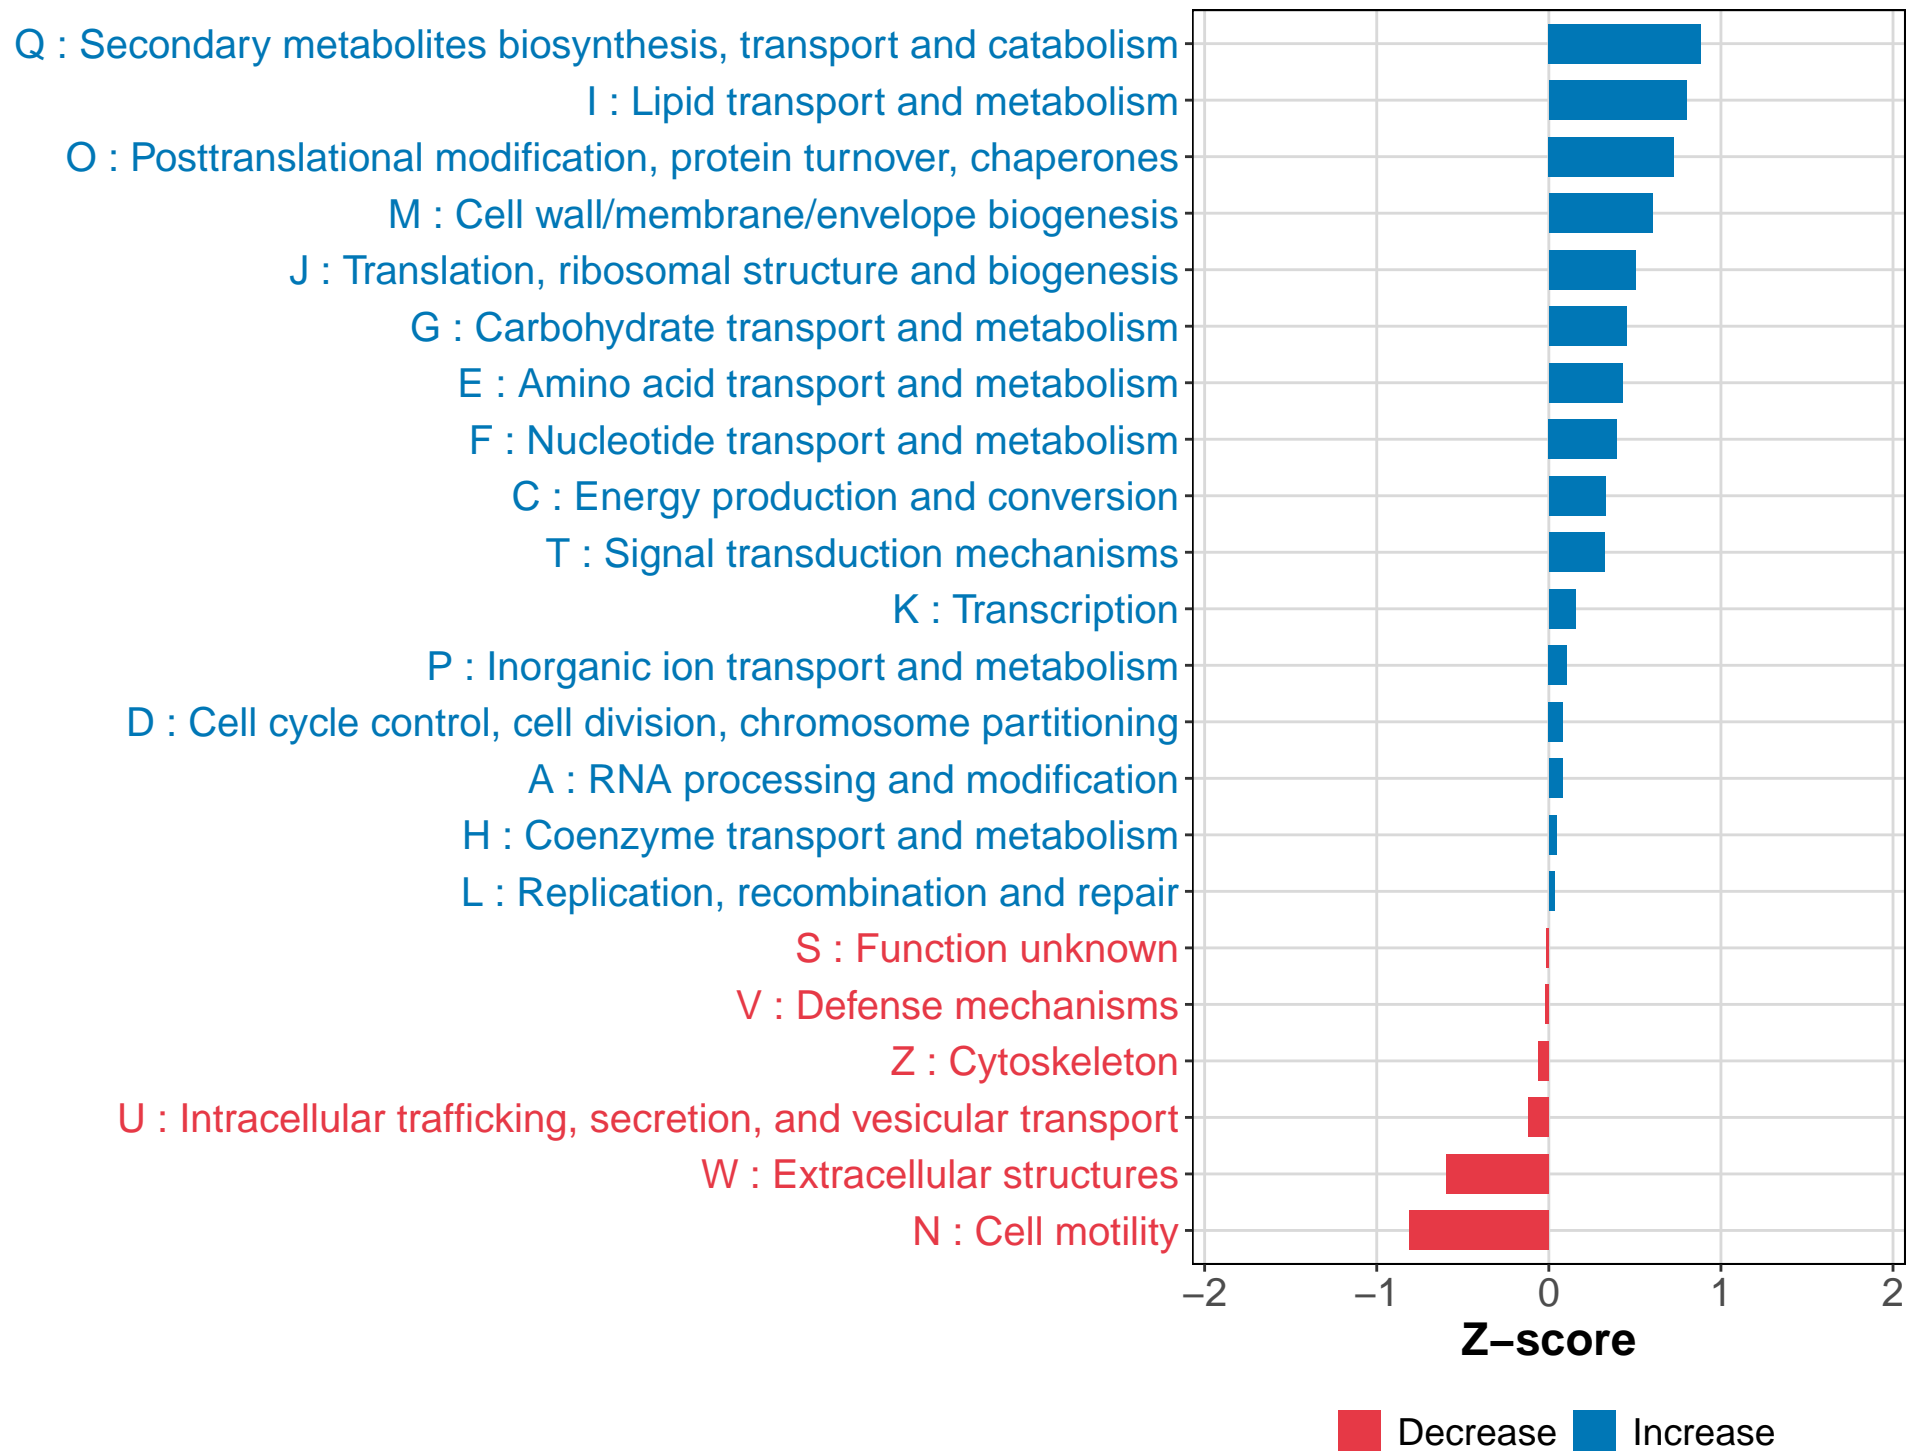 Q : Secondary metabolites biosynthesis, transport and catabolism
I : Lipid transport and metabolism
O : Posttranslational modification, protein turnover, chaperones
M : Cell wall/membrane/envelope biogenesis
J : Translation, ribosomal structure and biogenesis
G : Carbohydrate transport and metabolism
E : Amino acid transport and metabolism
F : Nucleotide transport and metabolism
C : Energy production and conversion
T : Signal transduction mechanisms
K : Transcription
P : Inorganic ion transport and metabolism
D : Cell cycle control, cell division, chromosome partitioning
A : RNA processing and modification
H : Coenzyme transport and metabolism
L : Replication, recombination and repair
S : Function unknown
V : Defense mechanisms
Z : Cytoskeleton
U : Intracellular trafficking, secretion, and vesicular transport
W : Extracellular structures
N : Cell motility
−2 −1 0 1 2
Z−score
Decrease Increase